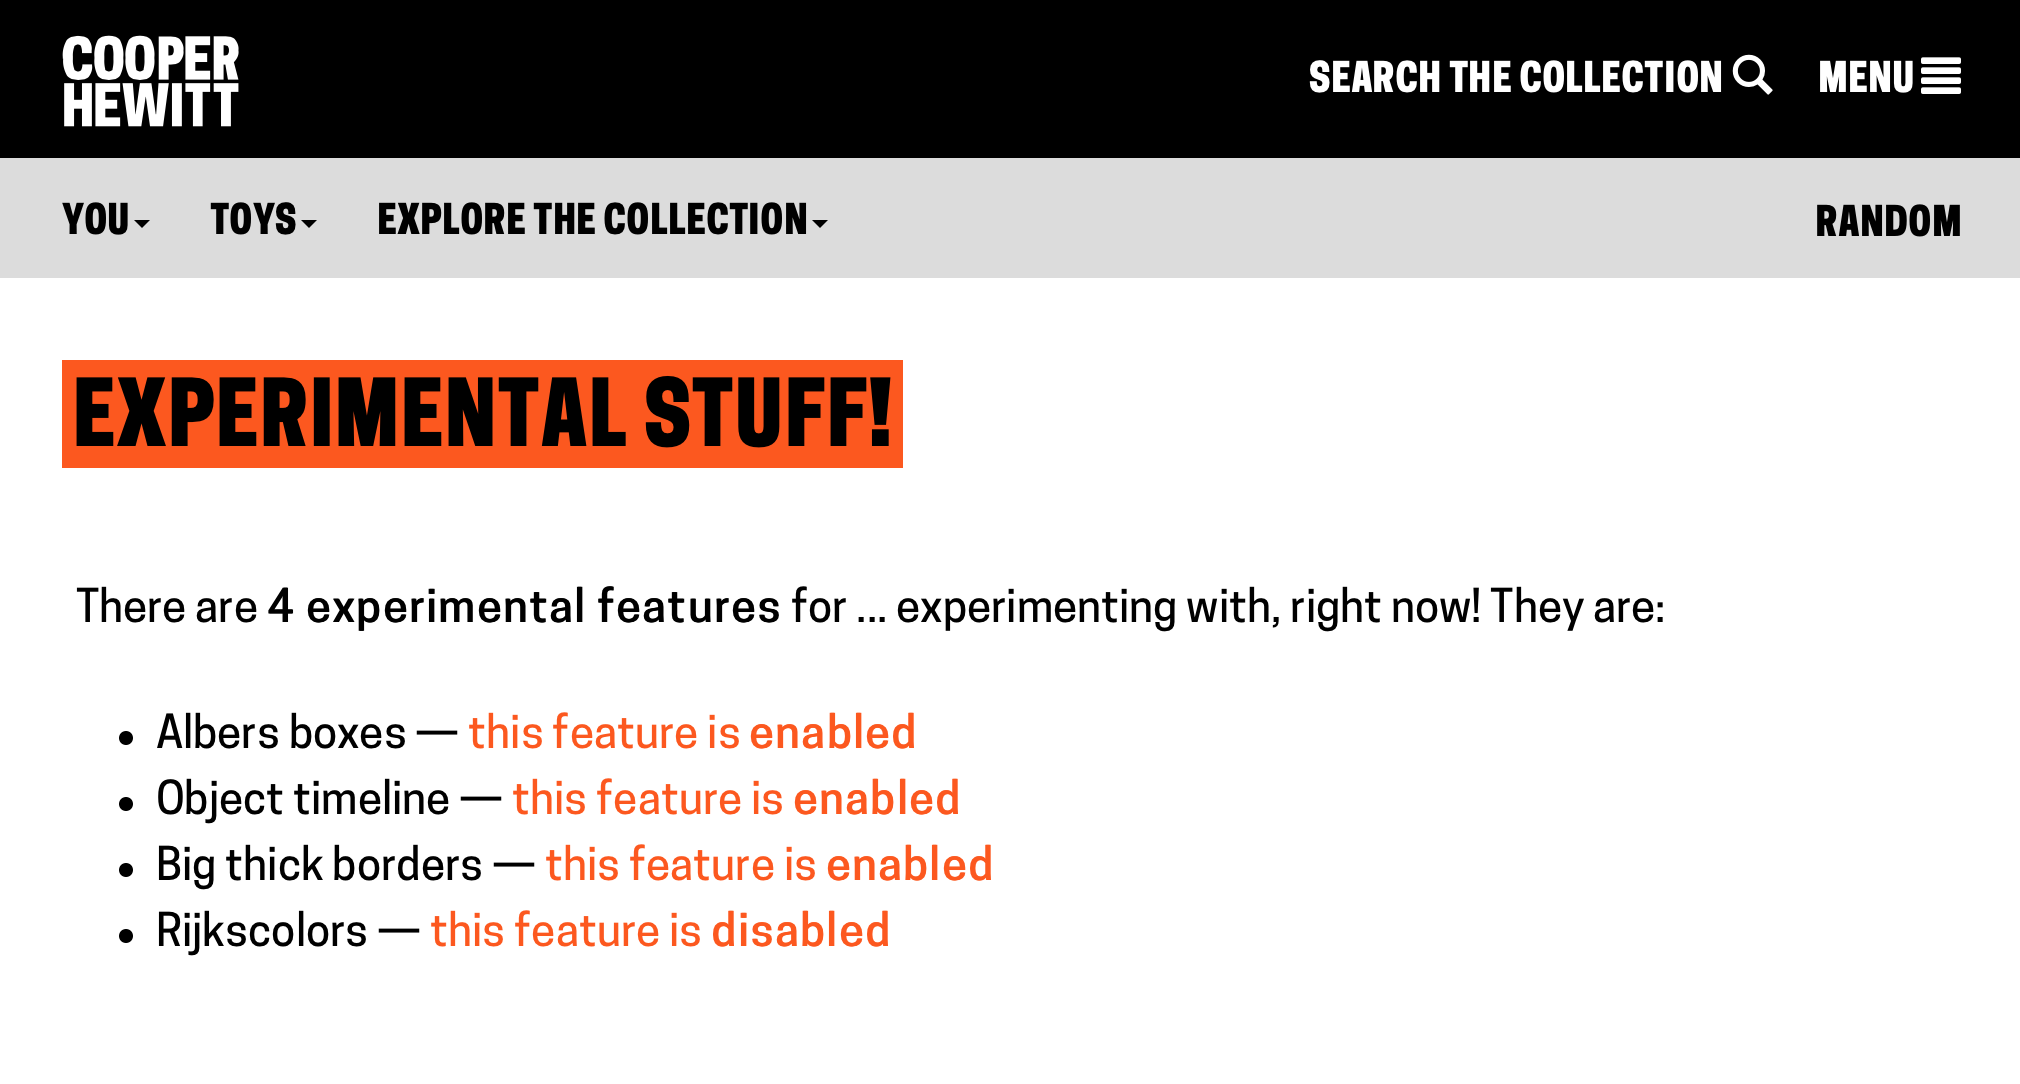 COOPER
HEWITT
SEARCH THE COLLECTION
MENU
YOU
TOYS
EXPLORE THE COLLECTION
RANDOM
EXPERIMENTAL STUFF!
There are 4 experimental features for ... experimenting with, right now! They are:
• Albers boxes — this feature is enabled
• Object timeline — this feature is enabled
• Big thick borders — this feature is enabled
• Rijkscolors — this feature is disabled